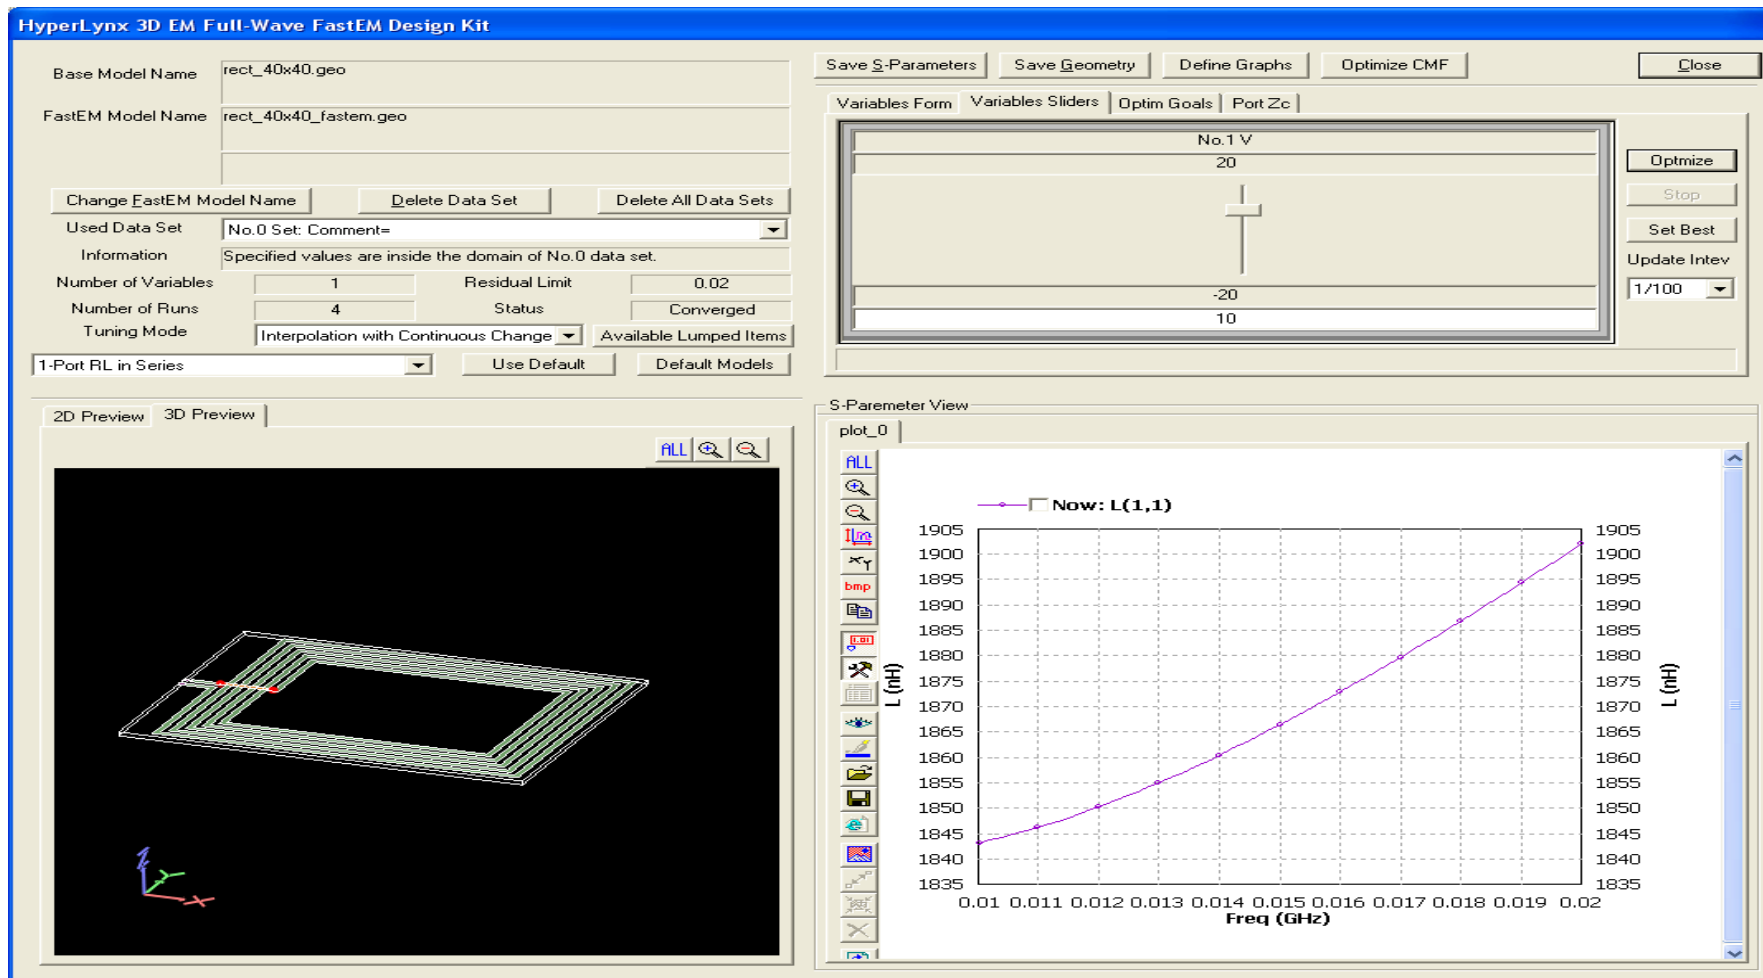 HyperLynx 3D EM Full-Wave FastEM Design Kit
Base Model Name rect_40x40.geo
FastEM Model Name rect_40x40_fastem.geo
Change FastEM Model Name Delete Data Set Delete All Data Sets
Used Data Set No.0 Set: Comment=
Information Specified values are inside the domain of No.0 data set.
Number of Variables 1 Residual Limit 0.02
Number of Runs 4 Status Converged
Tuning Mode Interpolation with Continuous Change Available Lumped Items
1-Port RL in Series Use Default Default Models
Save S-Parameters Save Geometry Define Graphs Optimize CMF Close
Variables Form Variables Sliders Optim Goals Port Zc
No.1 V
20
-20
10
Optmize
Stop
Set Best
Update Intev
1/100
2D Preview 3D Preview
ALL
Z
Y
X
S-Paremeter View
plot_0
ALL
XY
bmp
1.01
Now: L(1,1)
1905 1905
1900 1900
1895 1895
1890 1890
1885 1885
1880 1880
1875 1875
1870 1870
1865 1865
1860 1860
1855 1855
1850 1850
1845 1845
1840 1840
1835 1835
L (nH) L (nH)
0.01 0.011 0.012 0.013 0.014 0.015 0.016 0.017 0.018 0.019 0.02
Freq (GHz)